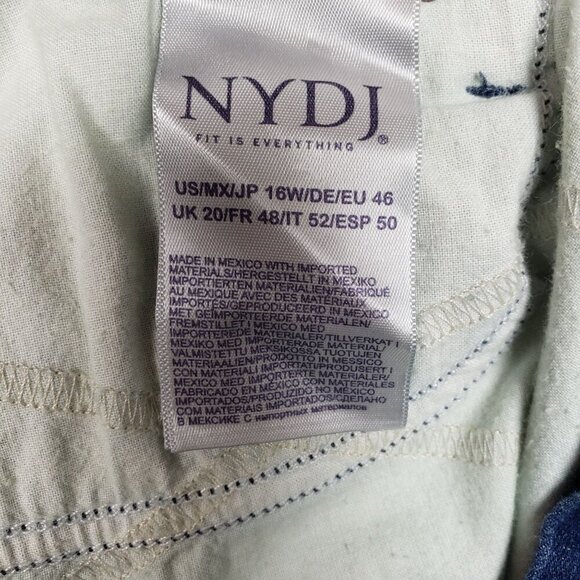 NYDJ®
FIT IS EVERYTHING
US/MX/JP 16W/DE/EU 46
UK 20/FR 48/IT 52/ESP 50
MADE IN MEXICO WITH IMPORTED
MATERIALS/HERGESTELLT IN MEXIKO
IMPORTIERTEN MATERIALEN/FABRIQUÉ
AU MEXIQUE AVEC DES MATÉRIAUX
IMPORTÉS/GEPRODUCEERD IN MEXICO
MET GEÏMPORTEERDE MATERIALEN/
FREMSTILLET I MEXICO MED
IMPORTEREDE MATERIALER/TILLVERKAT I
MEXIKO MED IMPORTERADE MATERIAL/
VALMISTETTU MEKSIKOSSA TUOTUJEN
MATERIAALIEN/PRODOTTO IN MESSICO
CON MATERIALI IMPORTATI/PRODUSERT I
MEXICO MED IMPORTERTE MATERIALER
FABRICADO EN MÉXICO CON MATERIALES
IMPORTADOS/PRODUZIDO NO MÉXICO
COM MATERIAIS IMPORTADOS/СДЕЛАНО
В МЕКСИКЕ С импортных материалов